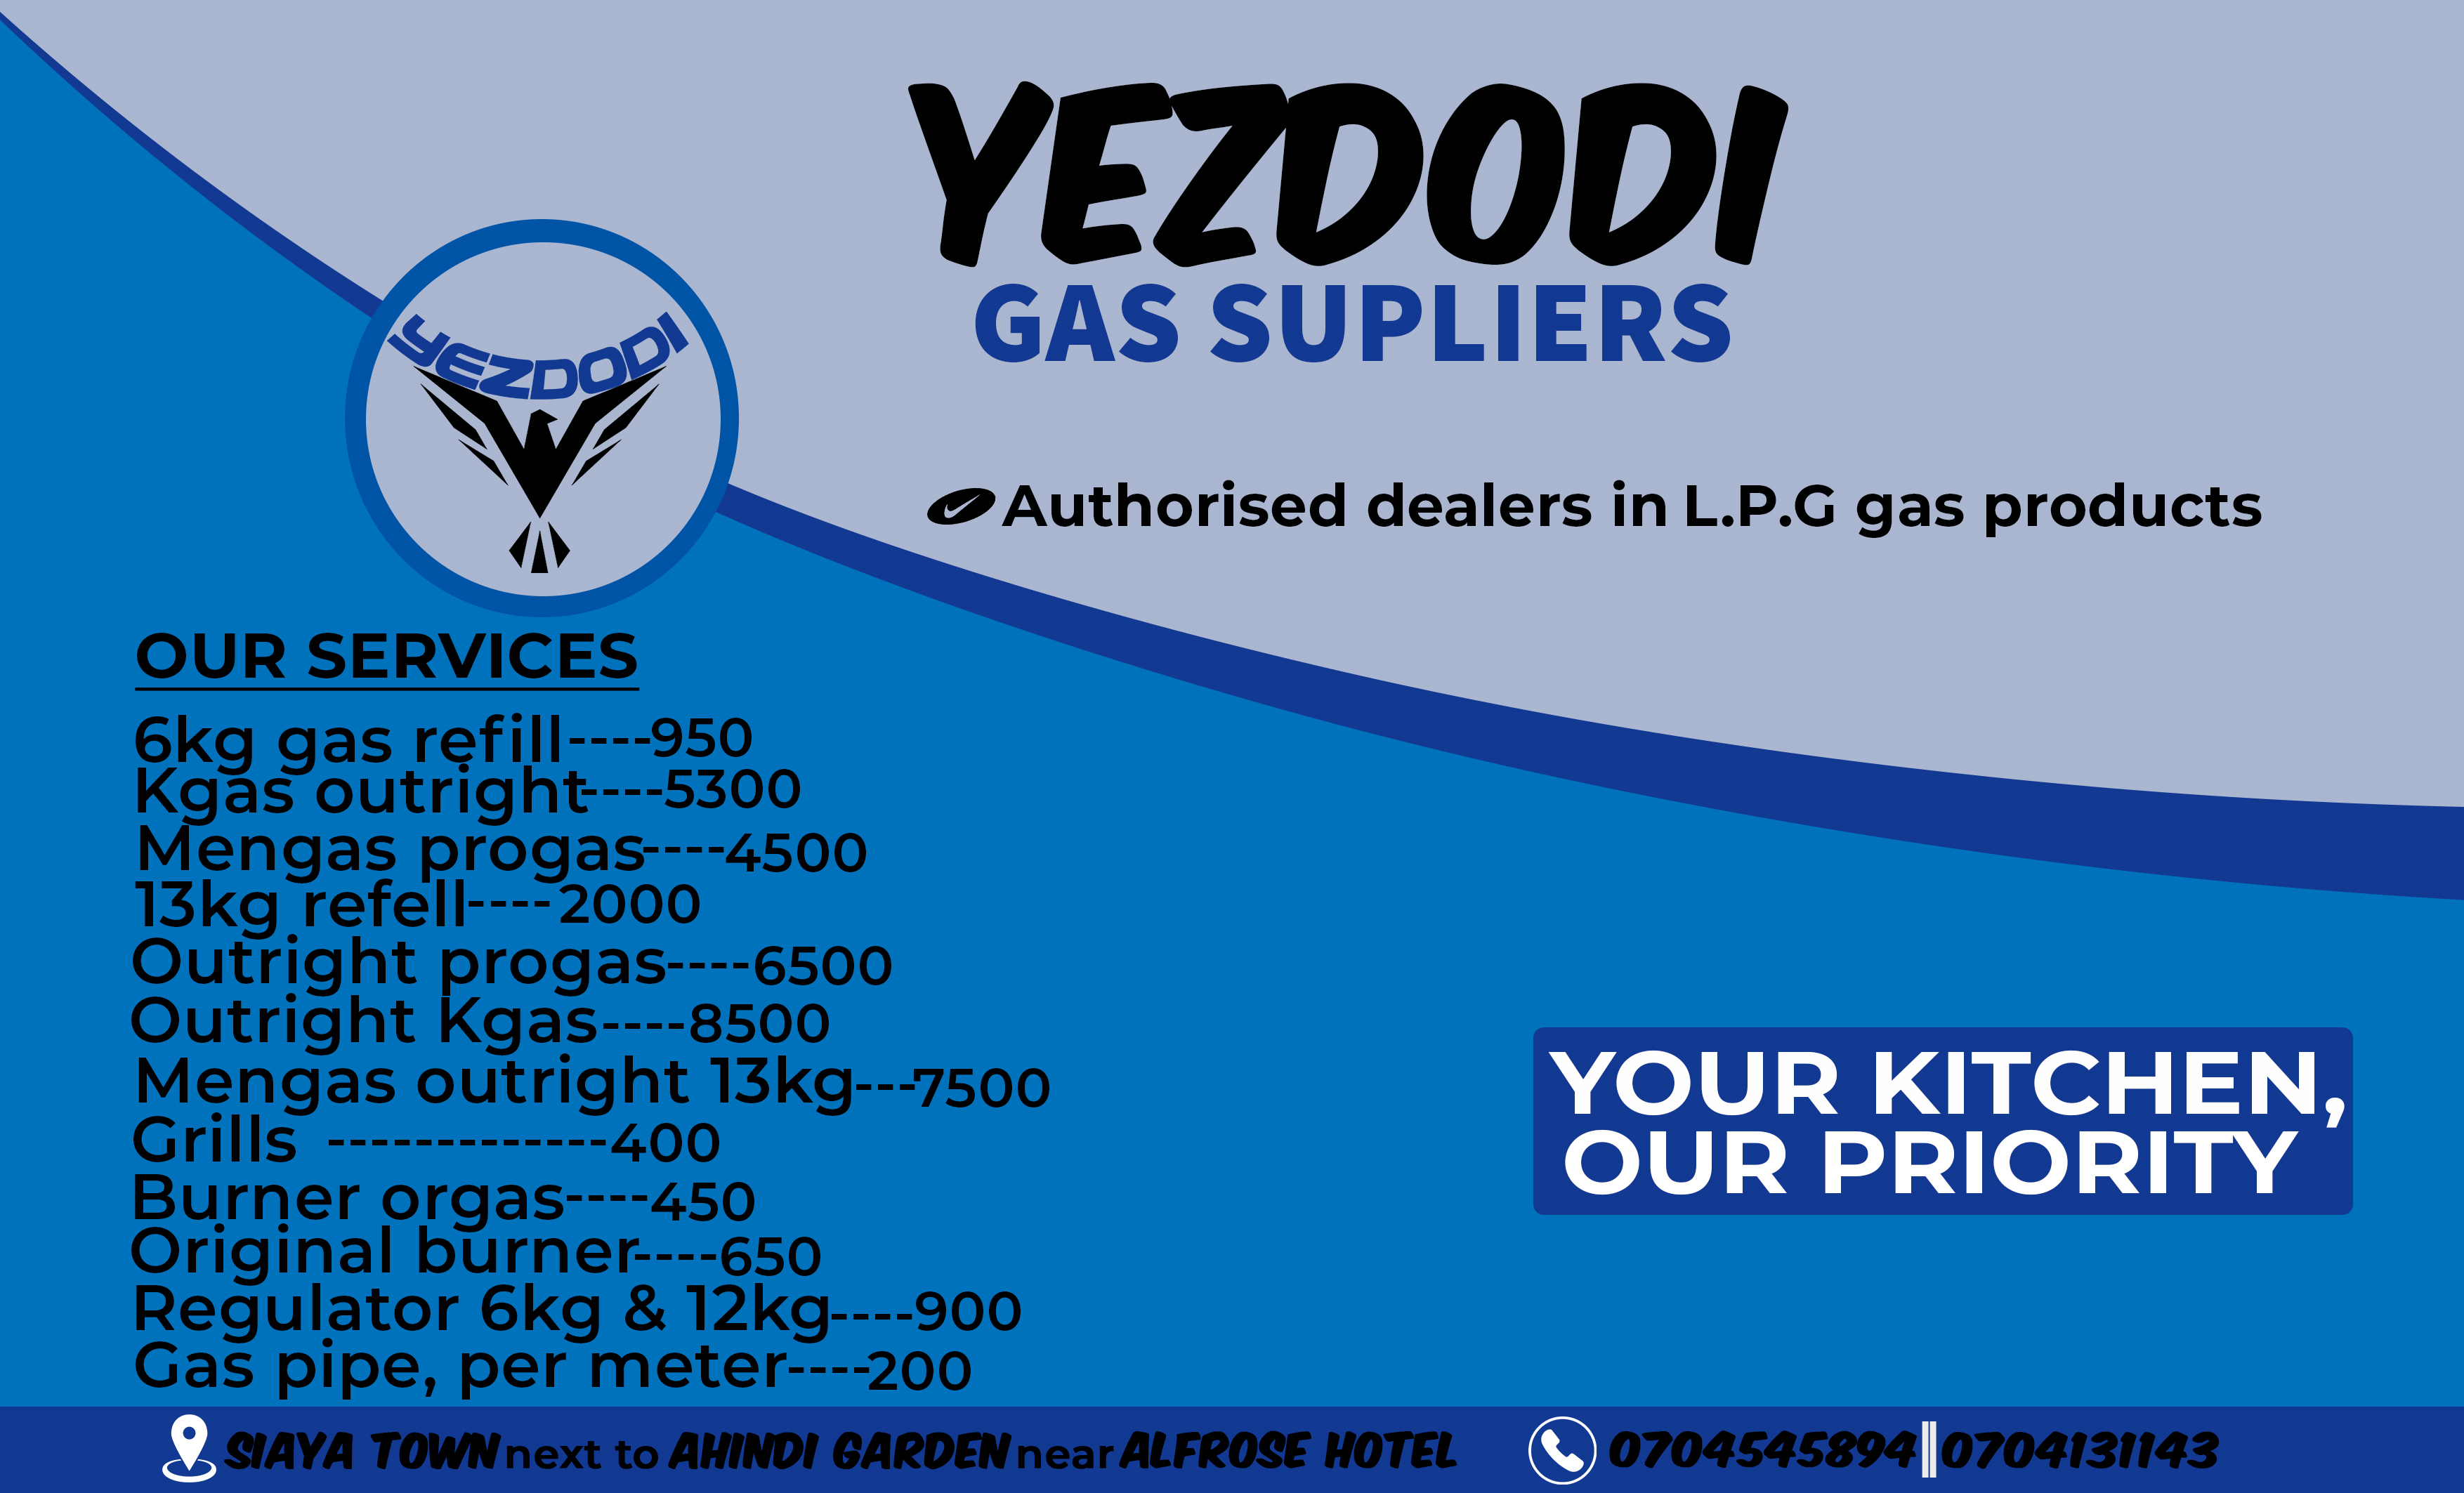 YEZDODI
GAS SUPLIERS
YEZDODI
Authorised dealers in L.P.G gas products
OUR SERVICES
6kg gas refill----950
Kgas outright----5300
Mengas progas----4500
13kg refell----2000
Outright progas----6500
Outright Kgas----8500
Mengas outright 13kg---7500
Grills -------------400
Burner orgas----450
Original burner----650
Regulator 6kg & 12kg----900
Gas pipe, per meter----200
YOUR KITCHEN,
OUR PRIORITY
SIAYA TOWN next to AHINDI GARDEN near ALFROSE HOTEL
0704545894||0704131143